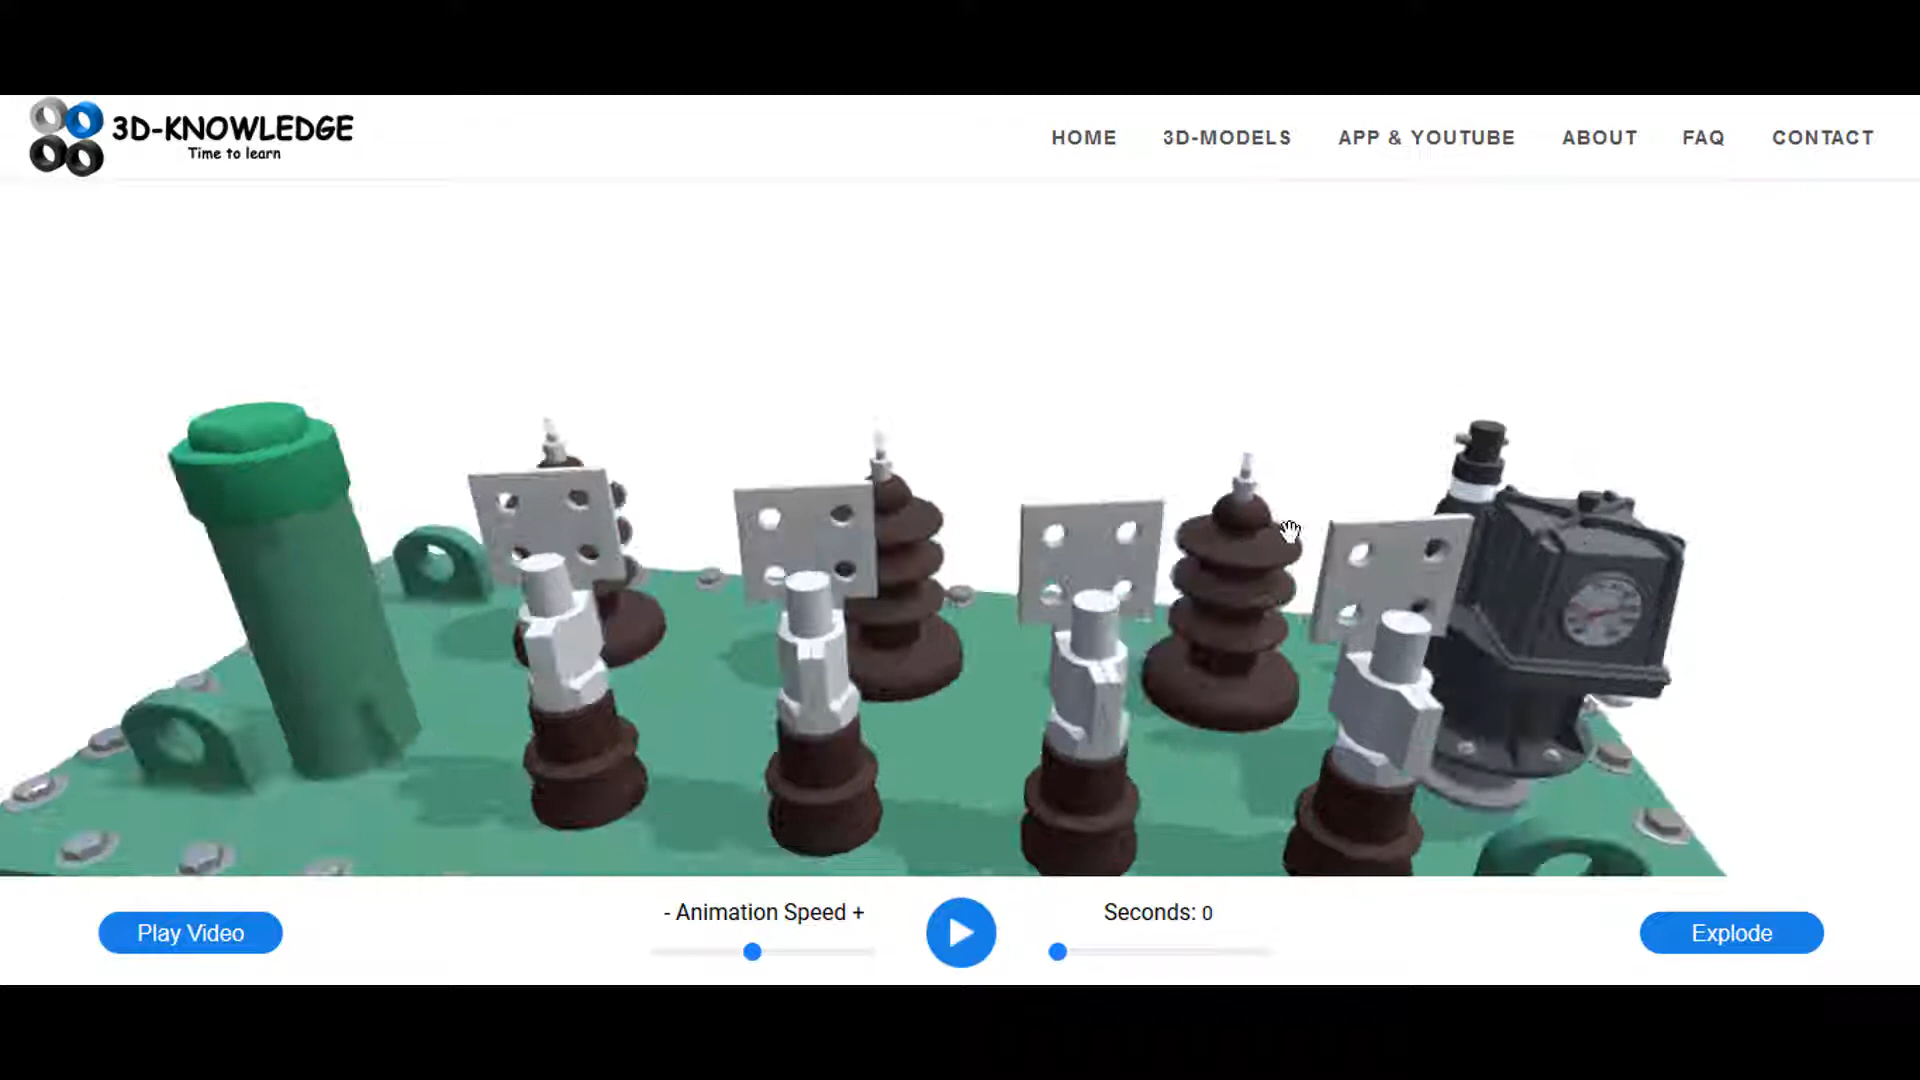 3D-KNOWLEDGE
Time to learn
HOME 3D-MODELS APP & YOUTUBE ABOUT FAQ CONTACT
Play Video
- Animation Speed +
Seconds: 0
Explode